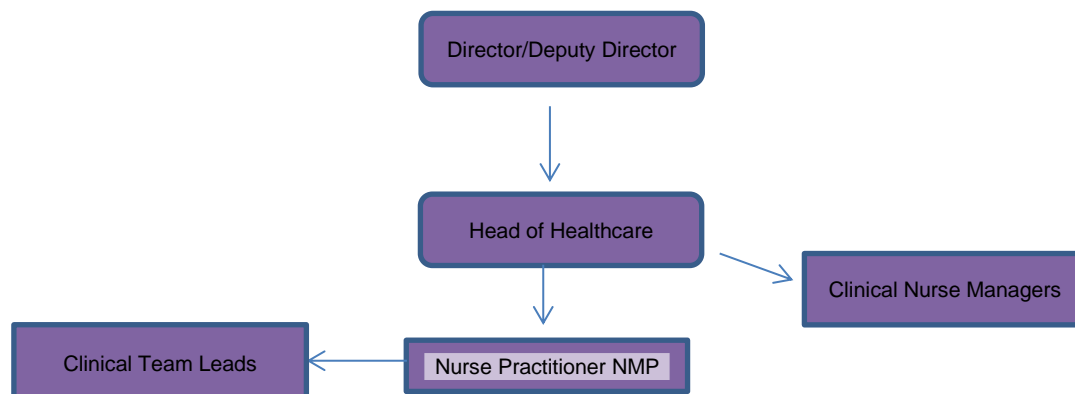 Director/Deputy Director
Head of Healthcare
Clinical Nurse Managers
Clinical Team Leads
Nurse Practitioner NMP